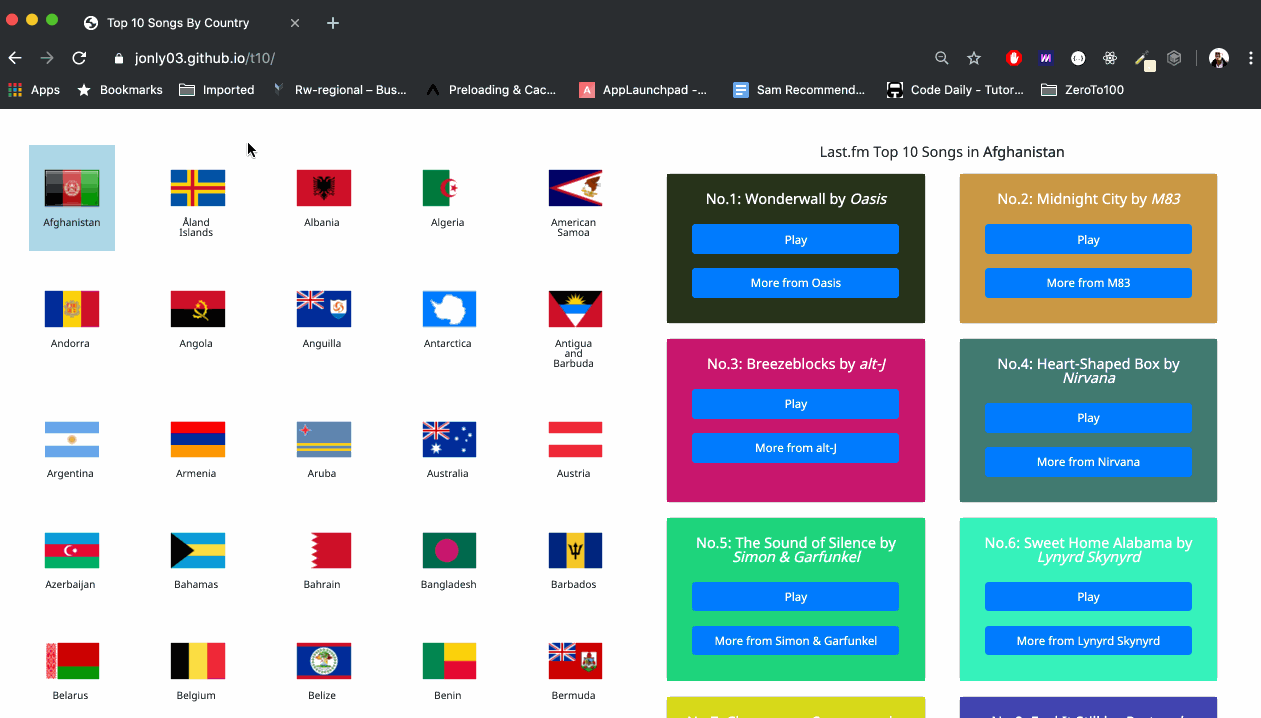 Top 10 Songs By Country
jonly03.github.io/t10/
Apps
Bookmarks
Imported
Rw-regional – Bus...
Preloading & Cac...
A
AppLaunchpad -...
Sam Recommend...
Code Daily - Tutor...
ZeroTo100
Afghanistan
Åland
Islands
Albania
Algeria
American
Samoa
Andorra
Angola
Anguilla
Antarctica
Antigua
and
Barbuda
Argentina
Armenia
Aruba
Australia
Austria
Azerbaijan
Bahamas
Bahrain
Bangladesh
Barbados
Belarus
Belgium
Belize
Benin
Bermuda
Last.fm Top 10 Songs in Afghanistan
No.1: Wonderwall by Oasis
Play
More from Oasis
No.2: Midnight City by M83
Play
More from M83
No.3: Breezeblocks by alt-J
Play
More from alt-J
No.4: Heart-Shaped Box by
Nirvana
Play
More from Nirvana
No.5: The Sound of Silence by
Simon & Garfunkel
Play
More from Simon & Garfunkel
No.6: Sweet Home Alabama by
Lynyrd Skynyrd
Play
More from Lynyrd Skynyrd